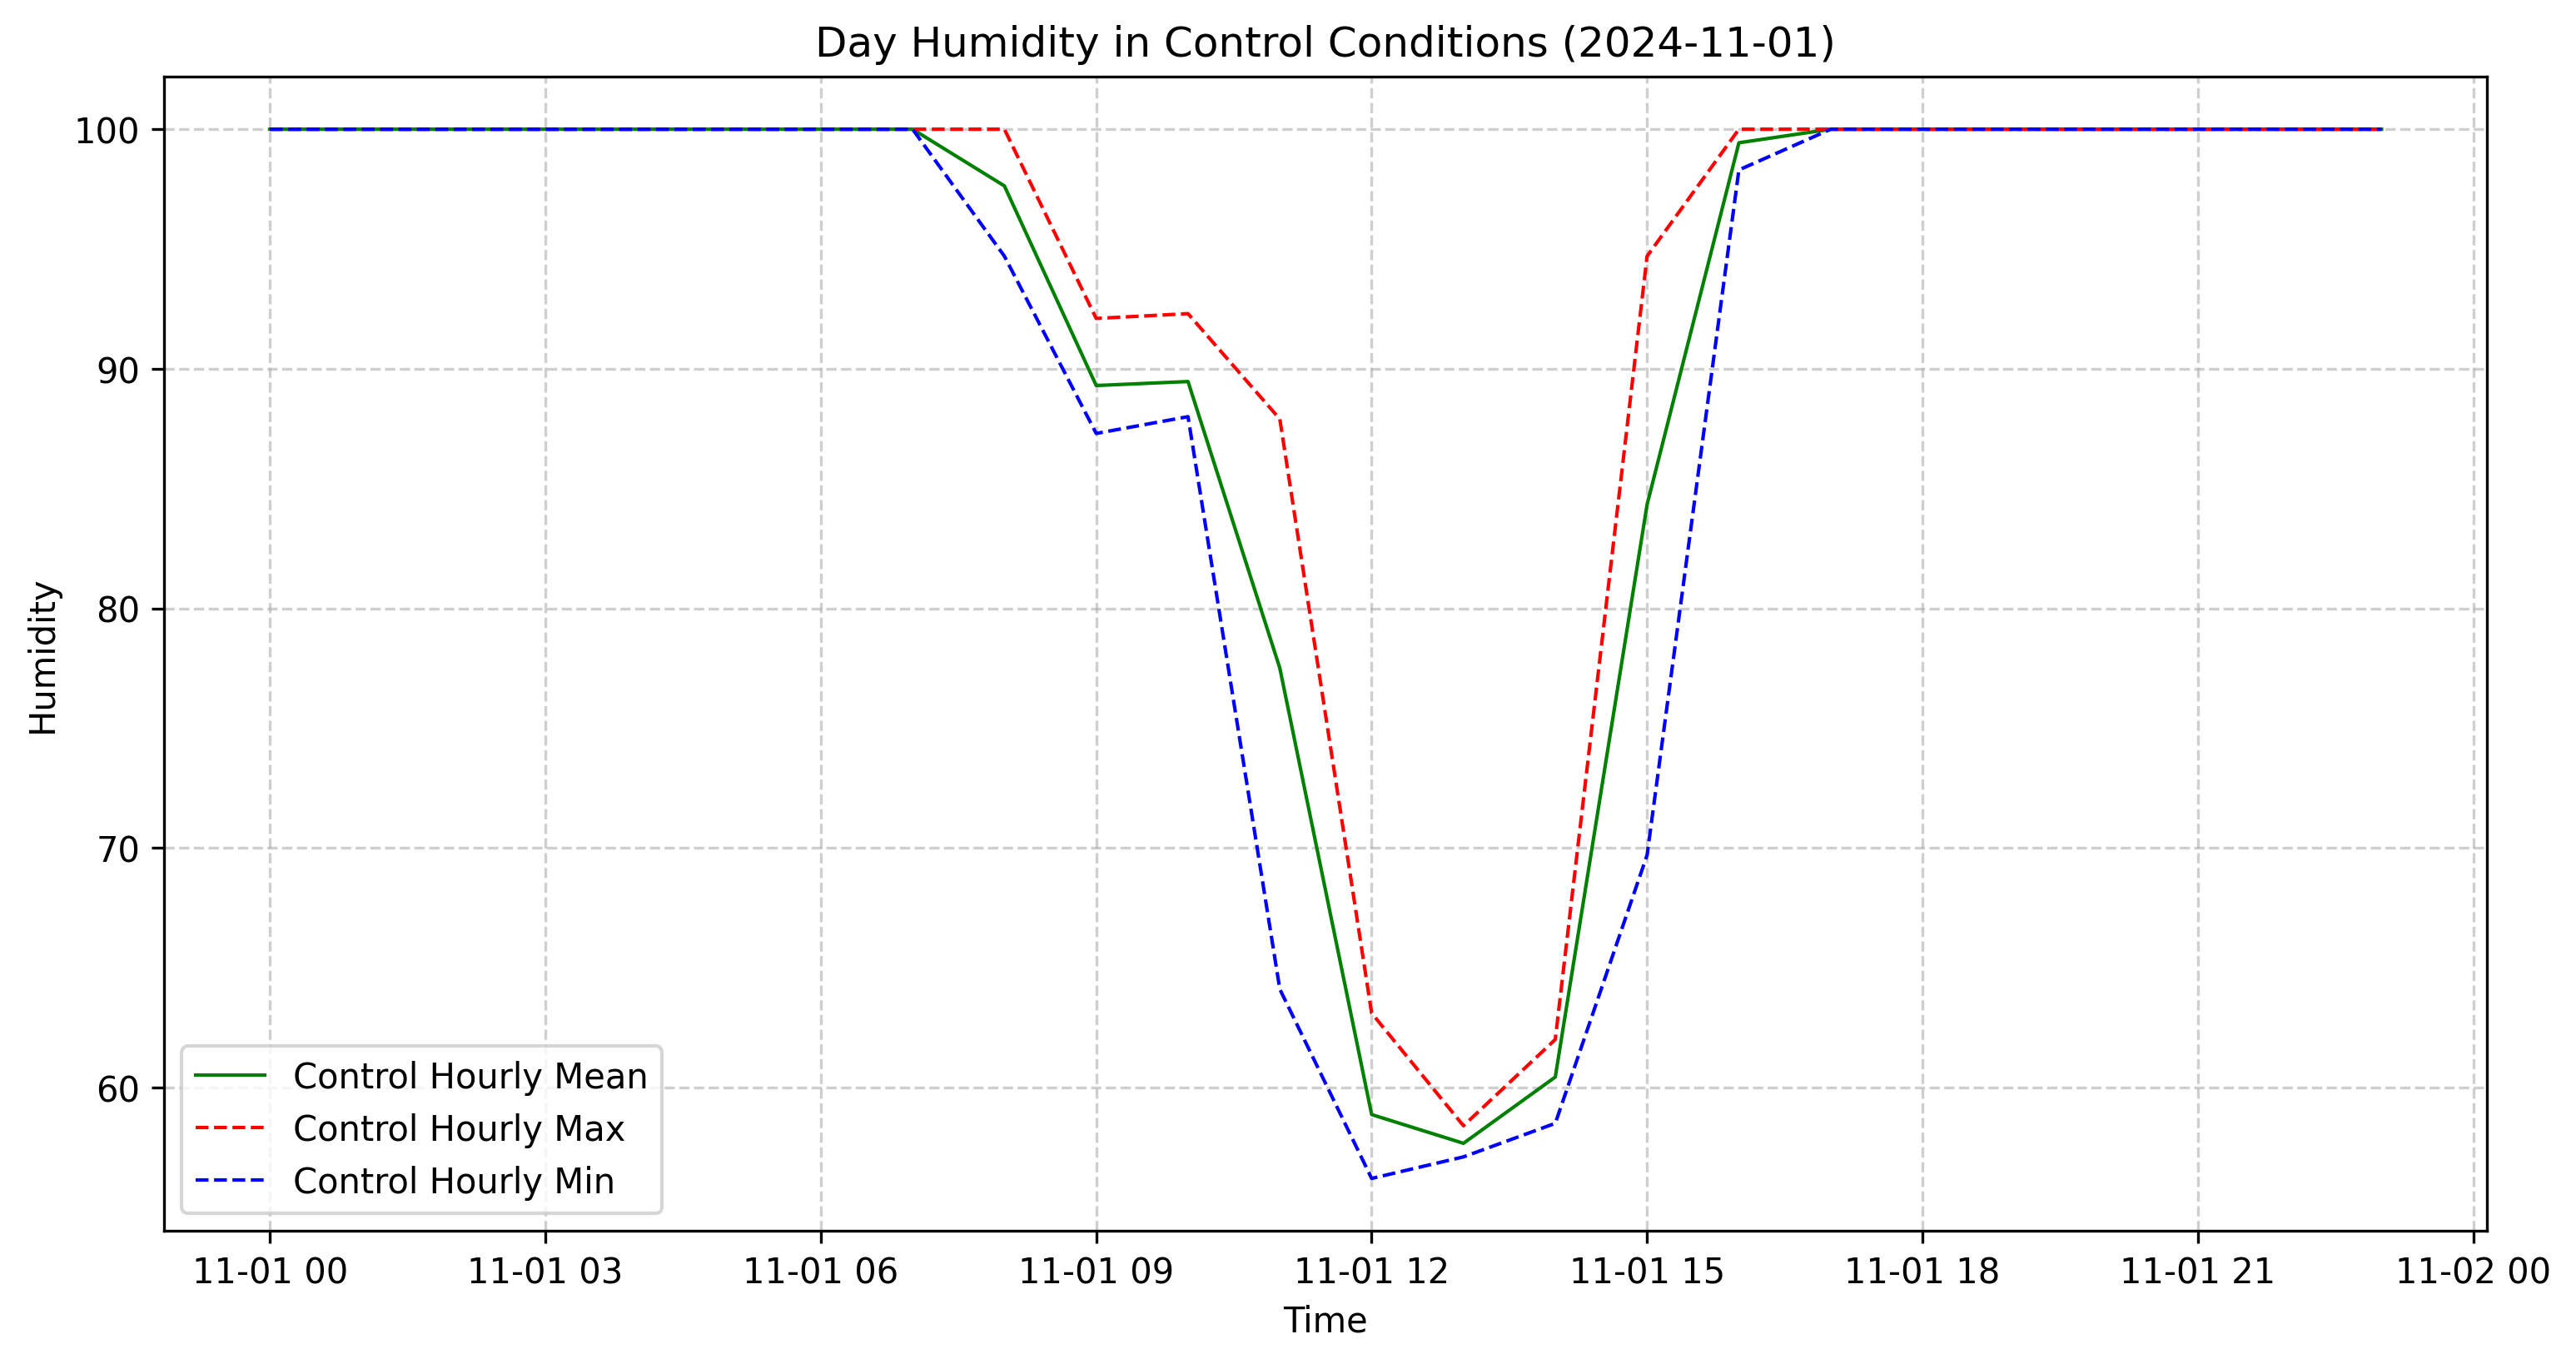 Day Humidity in Control Conditions (2024-11-01)
Humidity
100
90
80
70
60
Control Hourly Mean
Control Hourly Max
Control Hourly Min
11-01 00 11-01 03 11-01 06 11-01 09 11-01 12 11-01 15 11-01 18 11-01 21 11-02 00
Time